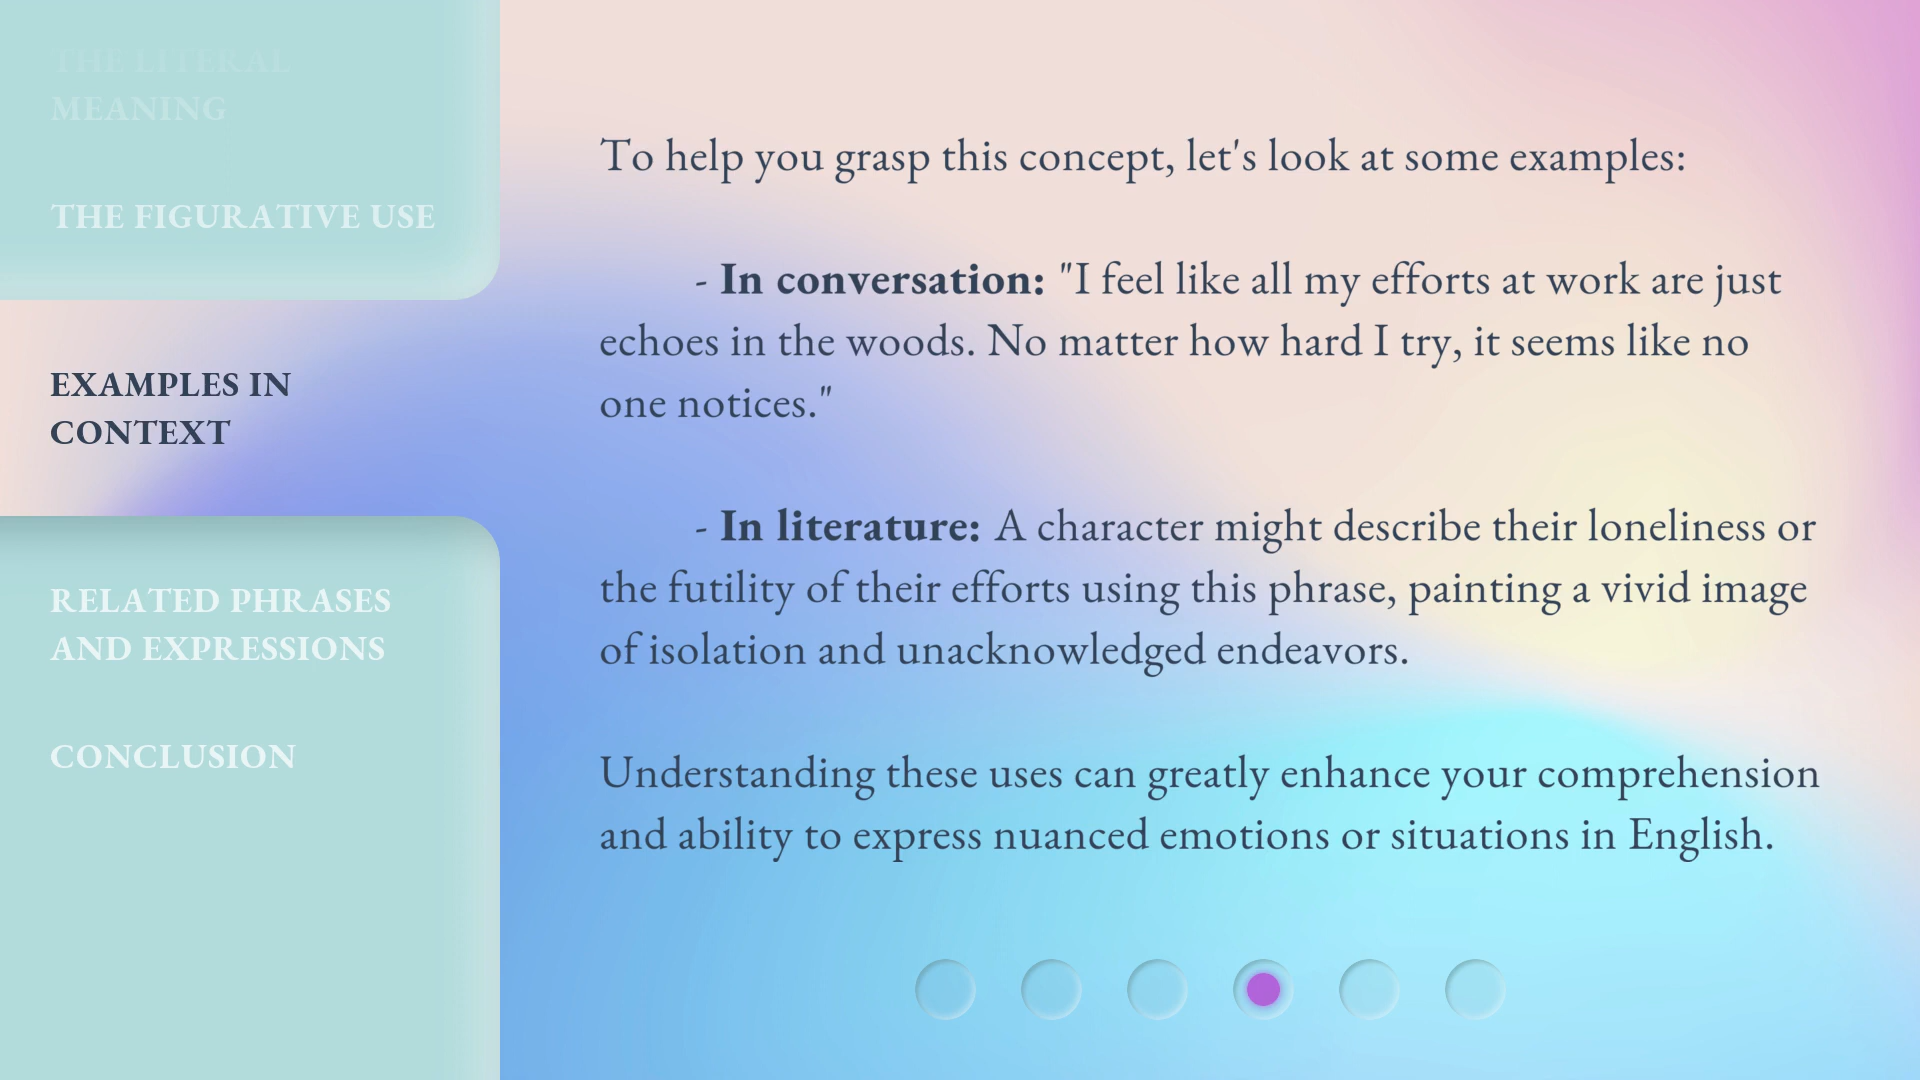 THE LITERAL
MEANING
THE FIGURATIVE USE
EXAMPLES IN
CONTEXT
RELATED PHRASES
AND EXPRESSIONS
CONCLUSION
To help you grasp this concept, let's look at some examples:
- In conversation: "I feel like all my efforts at work are just
echoes in the woods. No matter how hard I try, it seems like no
one notices."
- In literature: A character might describe their loneliness or
the futility of their efforts using this phrase, painting a vivid image
of isolation and unacknowledged endeavors.
Understanding these uses can greatly enhance your comprehension
and ability to express nuanced emotions or situations in English.